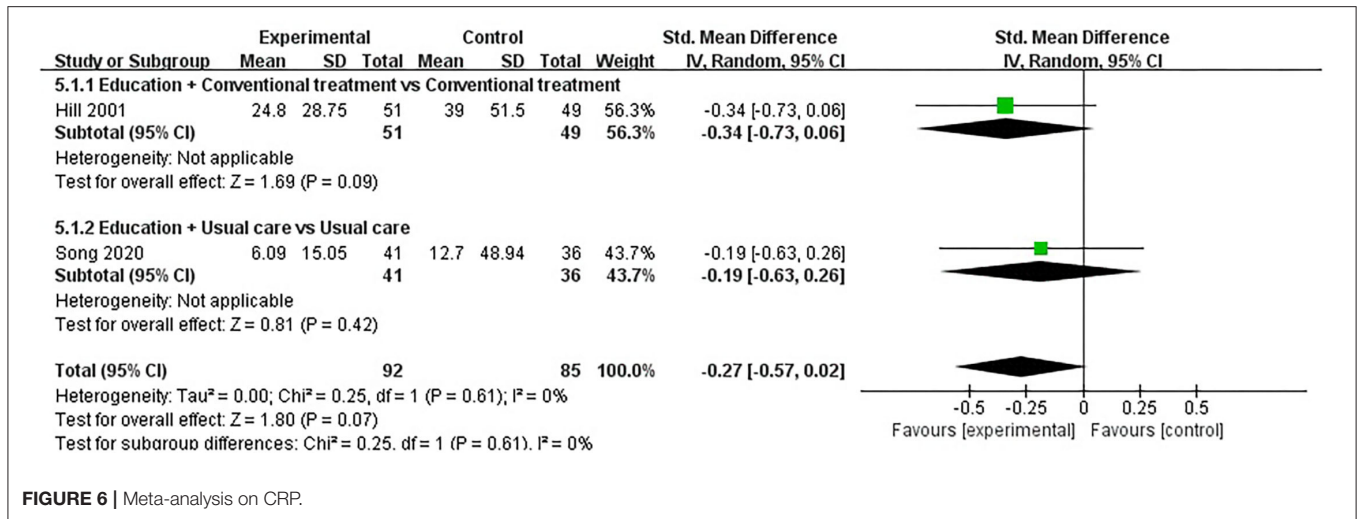 Experimental Control Std. Mean Difference Std. Mean Difference
Study or Subgroup Mean SD Total Mean SD Total Weight IV, Random, 95% CI IV, Random, 95% CI
5.1.1 Education + Conventional treatment vs Conventional treatment
Hill 2001 24.8 28.75 51 39 51.5 49 56.3% -0.34 [-0.73, 0.06]
Subtotal (95% CI) 51 49 56.3% -0.34 [-0.73, 0.06]
Heterogeneity: Not applicable
Test for overall effect: Z = 1.69 (P = 0.09)
5.1.2 Education + Usual care vs Usual care
Song 2020 6.09 15.05 41 12.7 48.94 36 43.7% -0.19 [-0.63, 0.26]
Subtotal (95% CI) 41 36 43.7% -0.19 [-0.63, 0.26]
Heterogeneity: Not applicable
Test for overall effect: Z = 0.81 (P = 0.42)
Total (95% CI) 92 85 100.0% -0.27 [-0.57, 0.02]
Heterogeneity: Tau² = 0.00; Chi² = 0.25, df = 1 (P = 0.61); I² = 0%
Test for overall effect: Z = 1.80 (P = 0.07)
Test for subgroup differences: Chi² = 0.25. df = 1 (P = 0.61). I² = 0%
-0.5 -0.25 0 0.25 0.5
Favours [experimental] Favours [control]
FIGURE 6 | Meta-analysis on CRP.